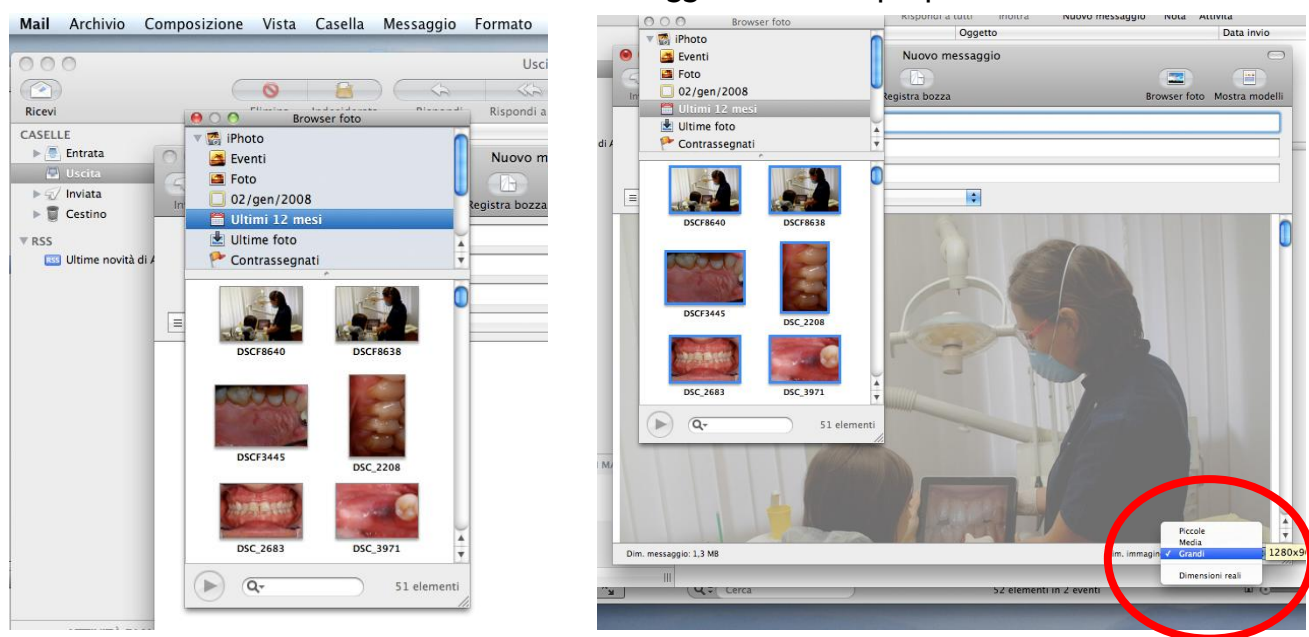 Mail Archivio Composizione Vista Casella Messaggio Formato
Ricevi
Rispondi a
CASELLE
Entrata
Uscita
Inviata
Cestino
RSS
RSS Ultime novità di A
Nuovo m
Registra bozza
Browser foto
iPhoto
Eventi
Foto
02/gen/2008
Ultimi 12 mesi
Ultime foto
Contrassegnati
DSCF8640 DSCF8638
DSCF3445 DSC_2208
DSC_2683 DSC_3971
51 elementi
Rispondi a tutti Inoltra Nuovo messaggio Nota Attività
Oggetto Data invio
Nuovo messaggio
Registra bozza Browser foto Mostra modelli
Browser foto
iPhoto
Eventi
Foto
02/gen/2008
Ultimi 12 mesi
Ultime foto
Contrassegnati
DSCF8640 DSCF8638
DSCF3445 DSC_2208
DSC_2683 DSC_3971
51 elementi
Dim. messaggio: 1,3 MB
Piccole
Media
✓ Grandi
Dimensioni reali
Cerca
52 elementi in 2 eventi